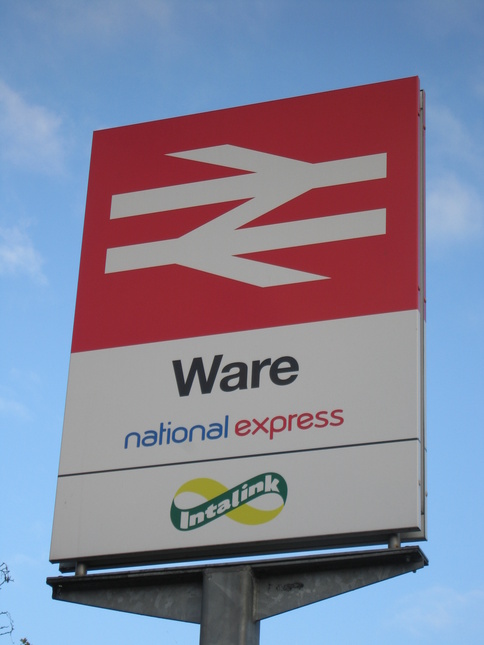 Ware
national express
Intalink